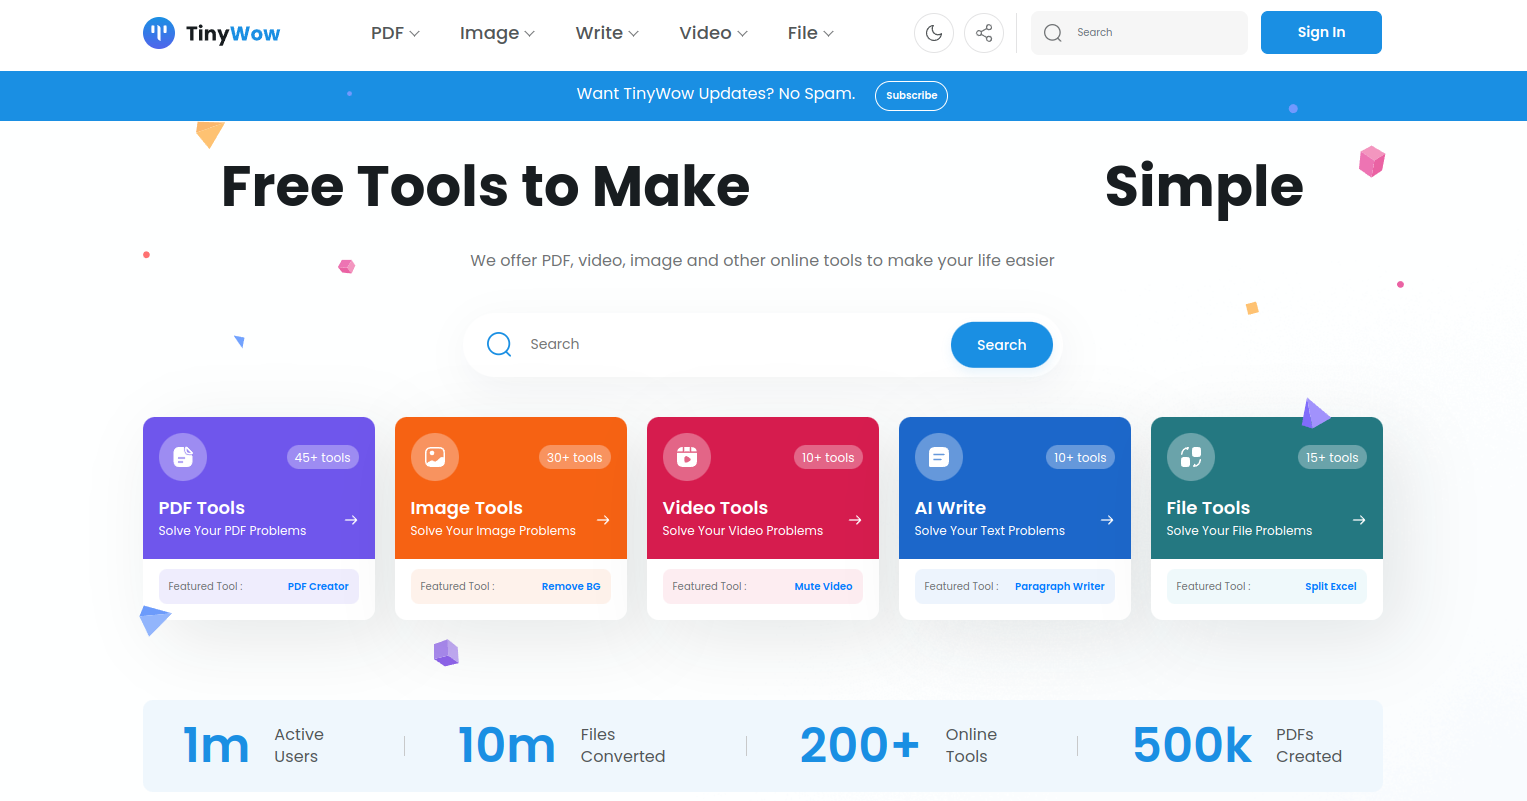 TinyWow
PDF
Image
Write
Video
File
Search
Sign In
Want TinyWow Updates? No Spam.
Subscribe
Free Tools to Make Simple
We offer PDF, video, image and other online tools to make your life easier
Search
Search
45+ tools
PDF Tools
Solve Your PDF Problems
Featured Tool :
PDF Creator
30+ tools
Image Tools
Solve Your Image Problems
Featured Tool :
Remove BG
10+ tools
Video Tools
Solve Your Video Problems
Featured Tool :
Mute Video
10+ tools
AI Write
Solve Your Text Problems
Featured Tool :
Paragraph Writer
15+ tools
File Tools
Solve Your File Problems
Featured Tool :
Split Excel
1m
Active
Users
10m
Files
Converted
200+
Online
Tools
500k
PDFs
Created